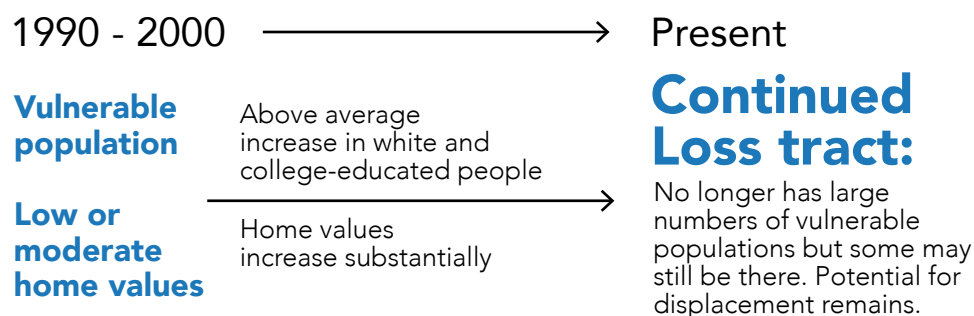 1990 - 2000
Present
Vulnerable
population
Above average
increase in white and
college-educated people
Low or
moderate
home values
Home values
increase substantially
Continued
Loss tract:
No longer has large
numbers of vulnerable
populations but some may
still be there. Potential for
displacement remains.